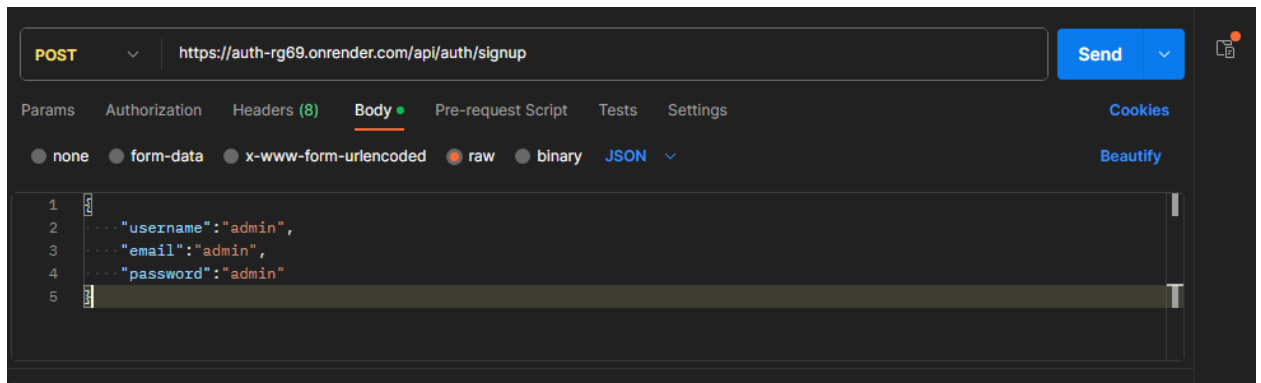 POST https://auth-rg69.onrender.com/api/auth/signup Send
Params Authorization Headers (8) Body Pre-request Script Tests Settings Cookies
none form-data x-www-form-urlencoded raw binary JSON Beautify
1 {
2 "username":"admin",
3 "email":"admin",
4 "password":"admin"
5 }